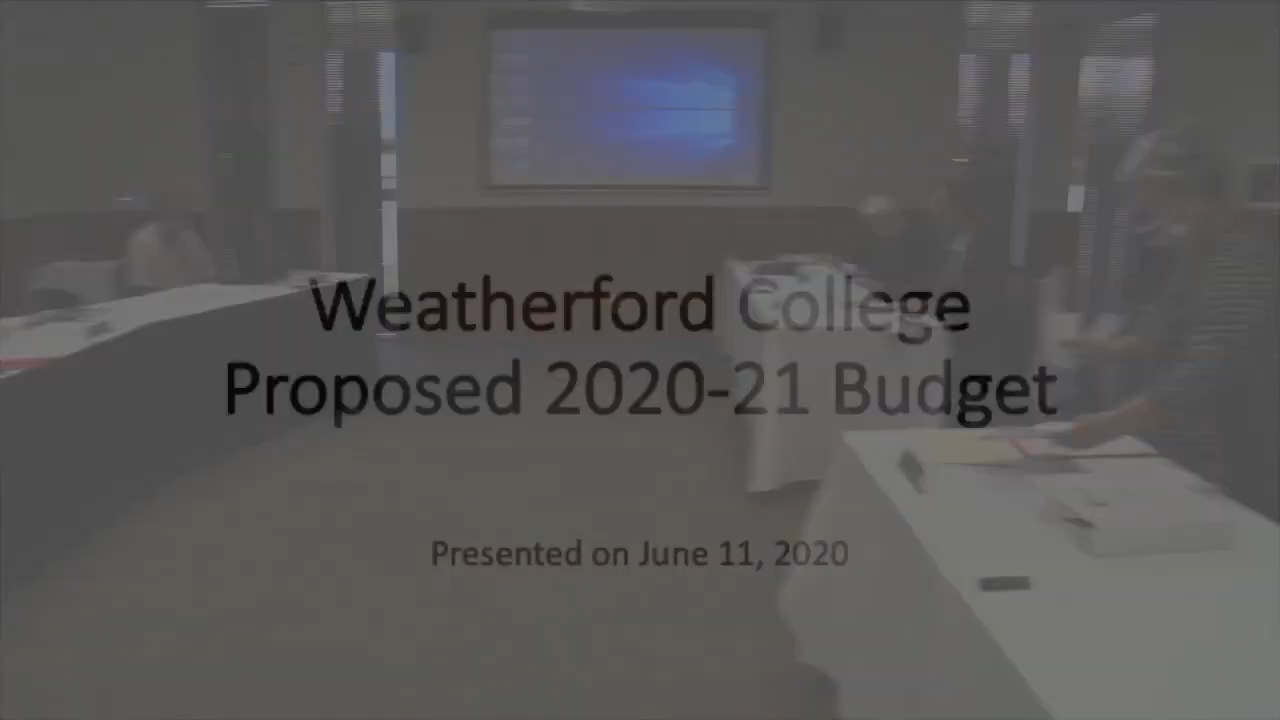 Weatherford College
Proposed 2020-21 Budget
Presented on June 11, 2020